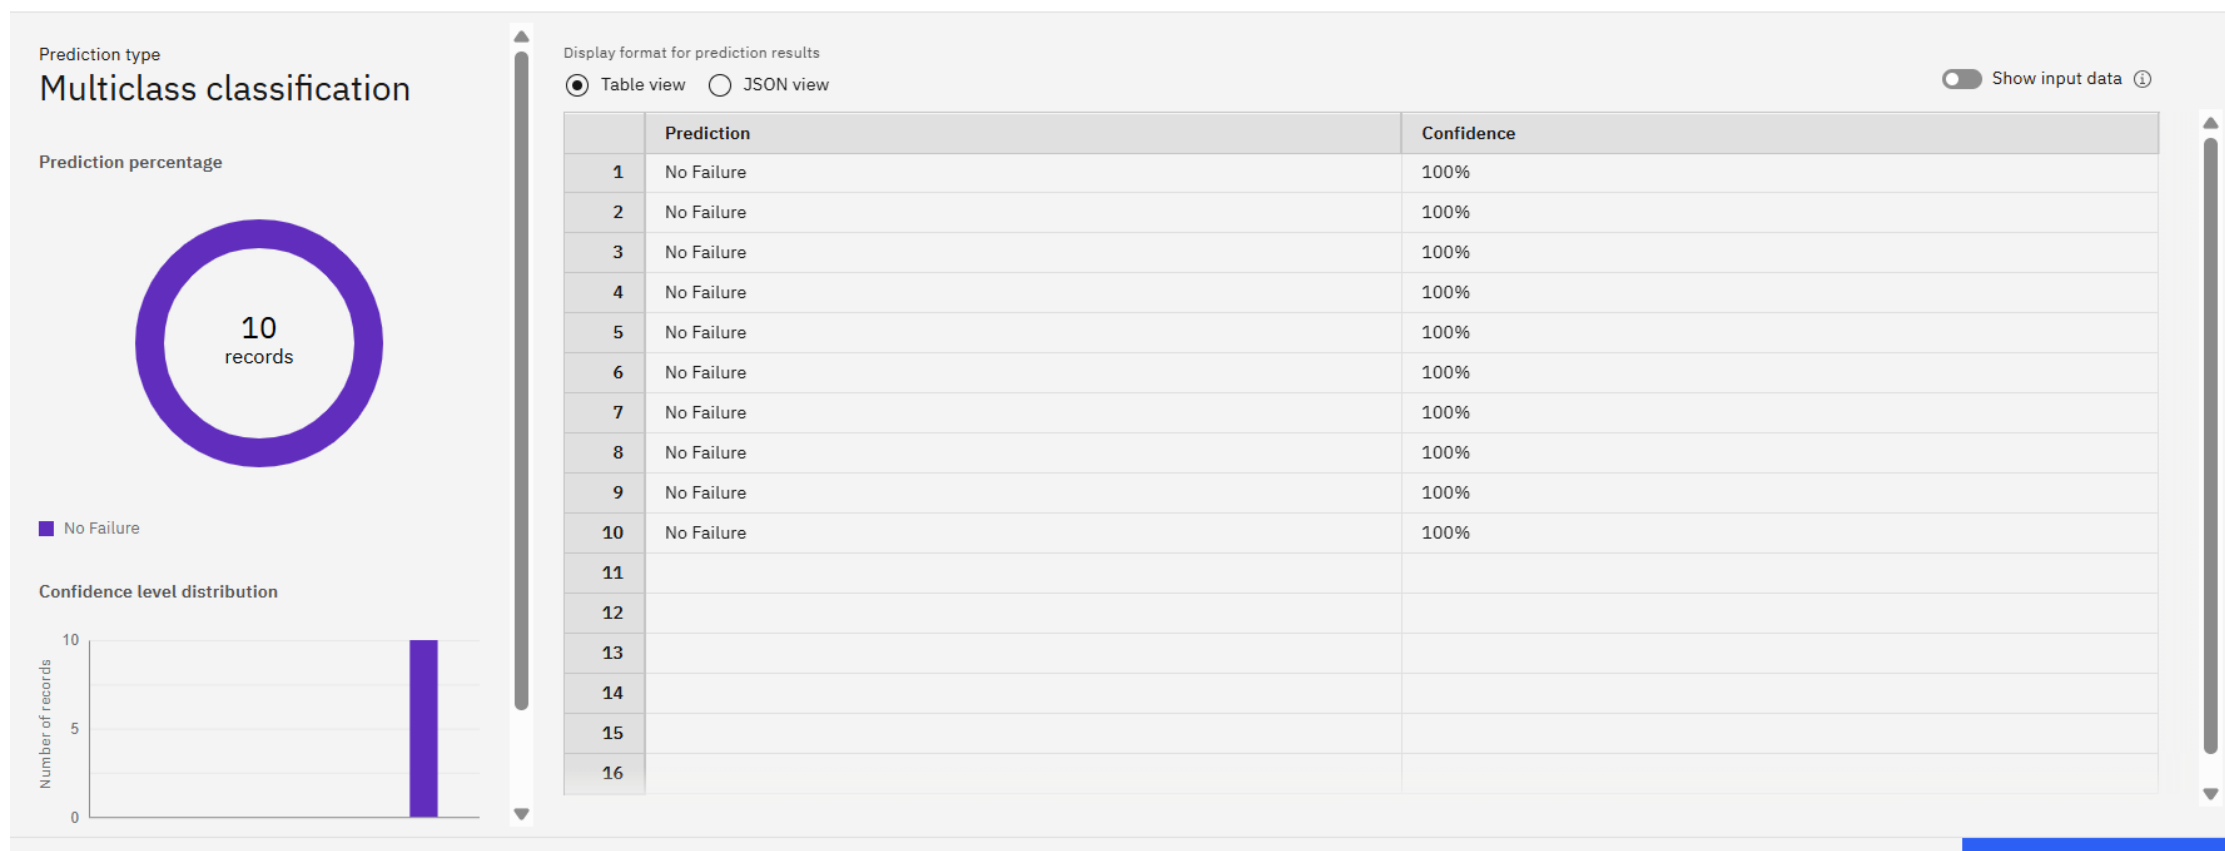 Prediction type
Multiclass classification
Prediction percentage
10
records
No Failure
Confidence level distribution
Number of records
10
5
0
Display format for prediction results
Table view JSON view
Show input data
Prediction Confidence
1 No Failure 100%
2 No Failure 100%
3 No Failure 100%
4 No Failure 100%
5 No Failure 100%
6 No Failure 100%
7 No Failure 100%
8 No Failure 100%
9 No Failure 100%
10 No Failure 100%
11
12
13
14
15
16